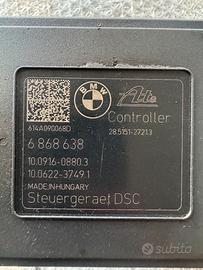 BMW
Ate
614A090068D
Controller
28.5151-2721.3
6 868 638
10.0916-0880.3
10.0622-3749.1
MADE IN HUNGARY
Steuergeraet DSC
subito